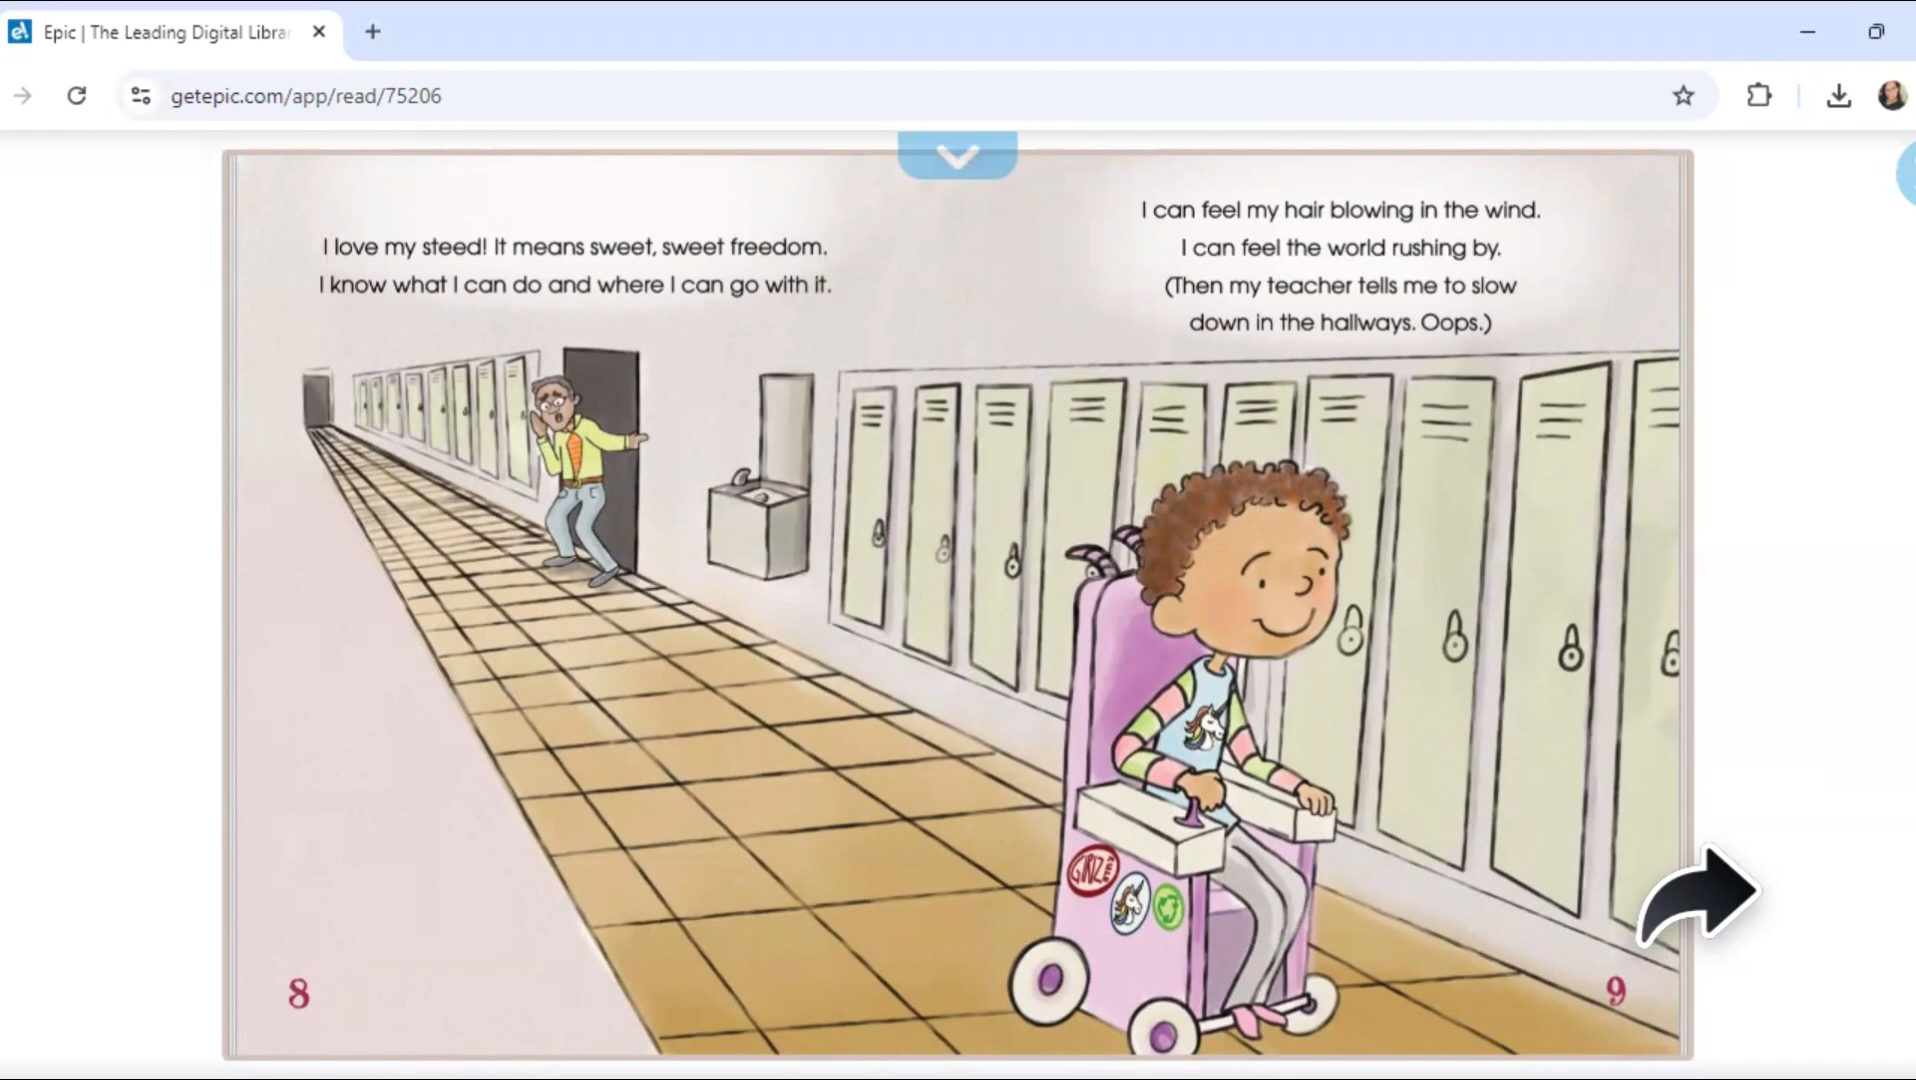 Epic | The Leading Digital Librar
getepic.com/app/read/75206
I love my steed! It means sweet, sweet freedom.
I know what I can do and where I can go with it.
I can feel my hair blowing in the wind.
I can feel the world rushing by.
(Then my teacher tells me to slow
down in the hallways. Oops.)
8
9